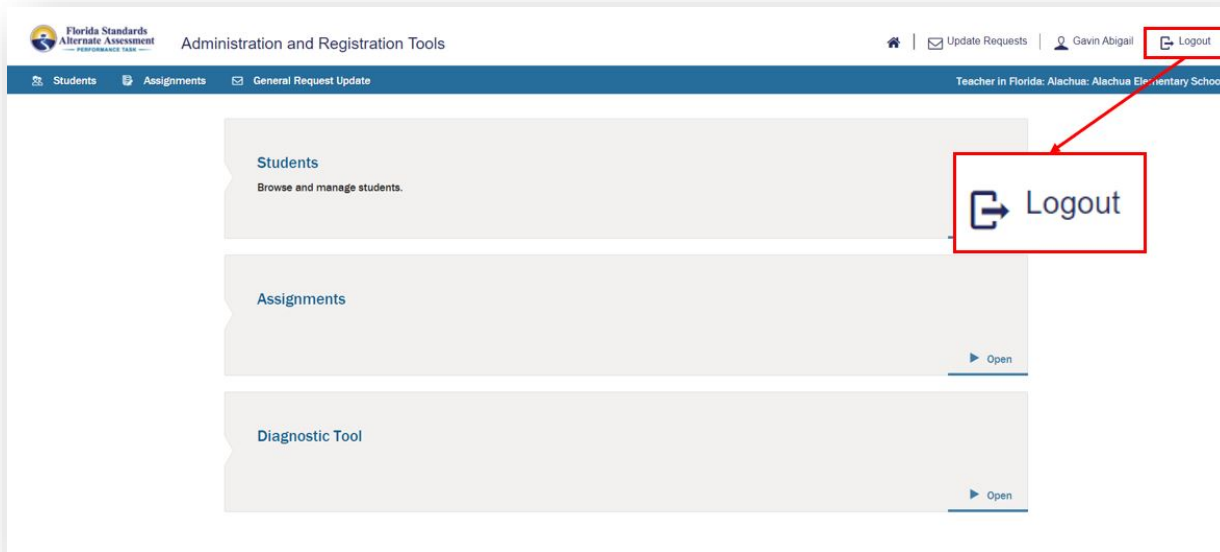 Florida Standards
Alternate Assessment
PERFORMANCE TASK
Administration and Registration Tools
Update Requests
Gavin Abigail
Logout
Students
Assignments
General Request Update
Teacher in Florida: Alachua: Alachua Elementary School
Students
Browse and manage students.
Logout
Assignments
Open
Diagnostic Tool
Open